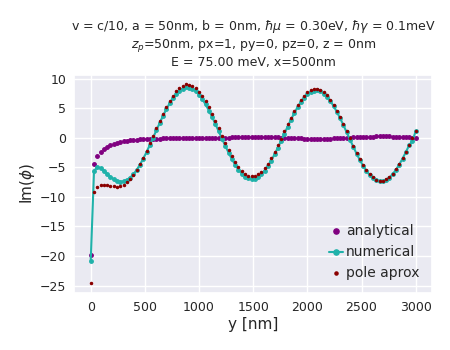 v = c/10, a = 50nm, b = 0nm, ℏμ = 0.30eV, ℏγ = 0.1meV
zₚ=50nm, px=1, py=0, pz=0, z = 0nm
E = 75.00 meV, x=500nm
10
5
0
−5
−10
−15
−20
−25
Im(ϕ)
analytical
numerical
pole aprox
0 500 1000 1500 2000 2500 3000
y [nm]